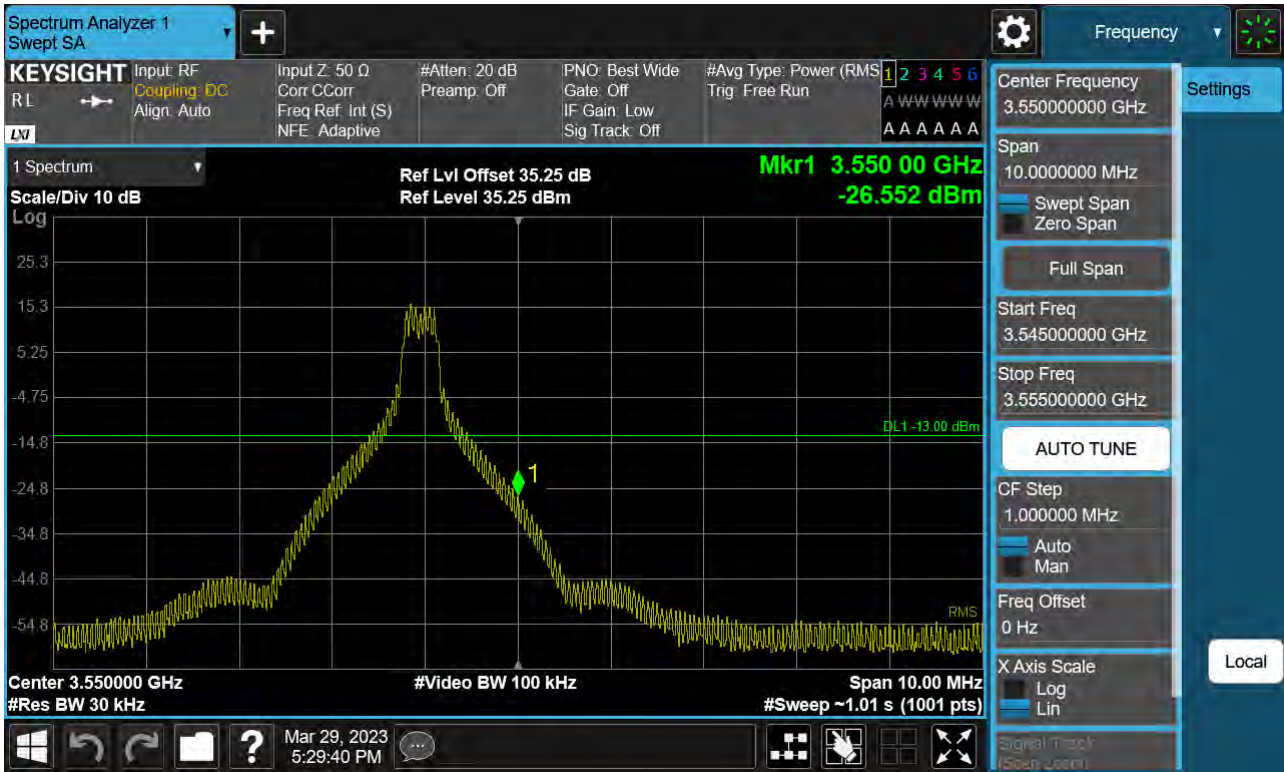 Spectrum Analyzer 1
Swept SA
Frequency
KEYSIGHT
RL
LXI
Input: RF
Coupling: DC
Align: Auto
Input Z: 50 Ω
Corr CCorr
Freq Ref: Int (S)
NFE: Adaptive
#Atten: 20 dB
Preamp: Off
PNO: Best Wide
Gate: Off
IF Gain: Low
Sig Track: Off
#Avg Type: Power (RMS
Trig: Free Run
1 2 3 4 5 6
A W W W W W
A A A A A A
1 Spectrum
Scale/Div 10 dB
Ref Lvl Offset 35.25 dB
Ref Level 35.25 dBm
Mkr1 3.550 00 GHz
-26.552 dBm
Log
25.3
15.3
5.25
-4.75
-14.8
-24.8
-34.8
-44.8
-54.8
DL1 -13.00 dBm
1
RMS
Center 3.550000 GHz
#Video BW 100 kHz
Span 10.00 MHz
#Res BW 30 kHz
#Sweep ~1.01 s (1001 pts)
Center Frequency
3.550000000 GHz
Settings
Span
10.0000000 MHz
Swept Span
Zero Span
Full Span
Start Freq
3.545000000 GHz
Stop Freq
3.555000000 GHz
AUTO TUNE
CF Step
1.000000 MHz
Auto
Man
Freq Offset
0 Hz
X Axis Scale
Log
Lin
Signal Track
(Span Zoom)
Local
?
Mar 29, 2023
5:29:40 PM